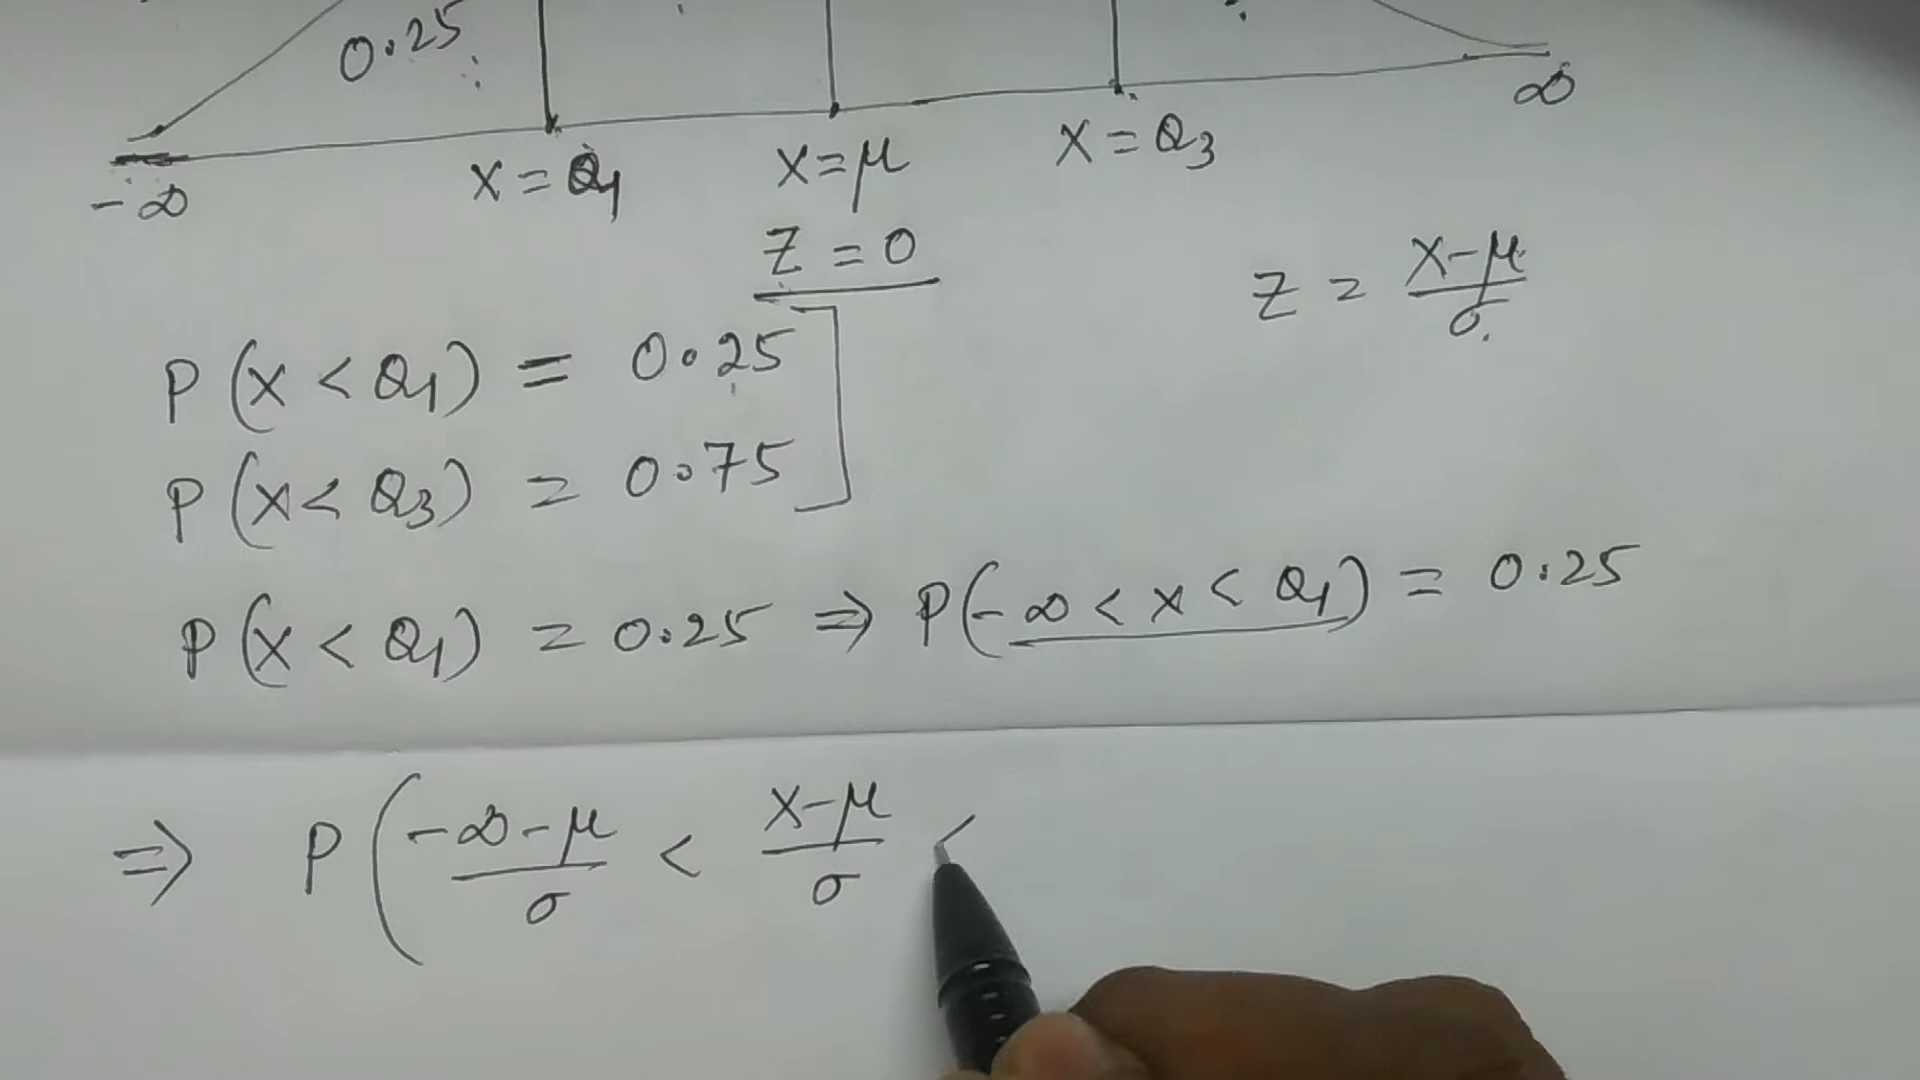 0.25
-∞ X = Q1 X = μ X = Q3 ∞
Z = 0
Z = (X-μ)/σ
P(X < Q1) = 0.25
P(X < Q3) = 0.75
P(X < Q1) = 0.25 ⇒ P(-∞ < X < Q1) = 0.25
⇒ P( (-∞-μ)/σ < (X-μ)/σ <